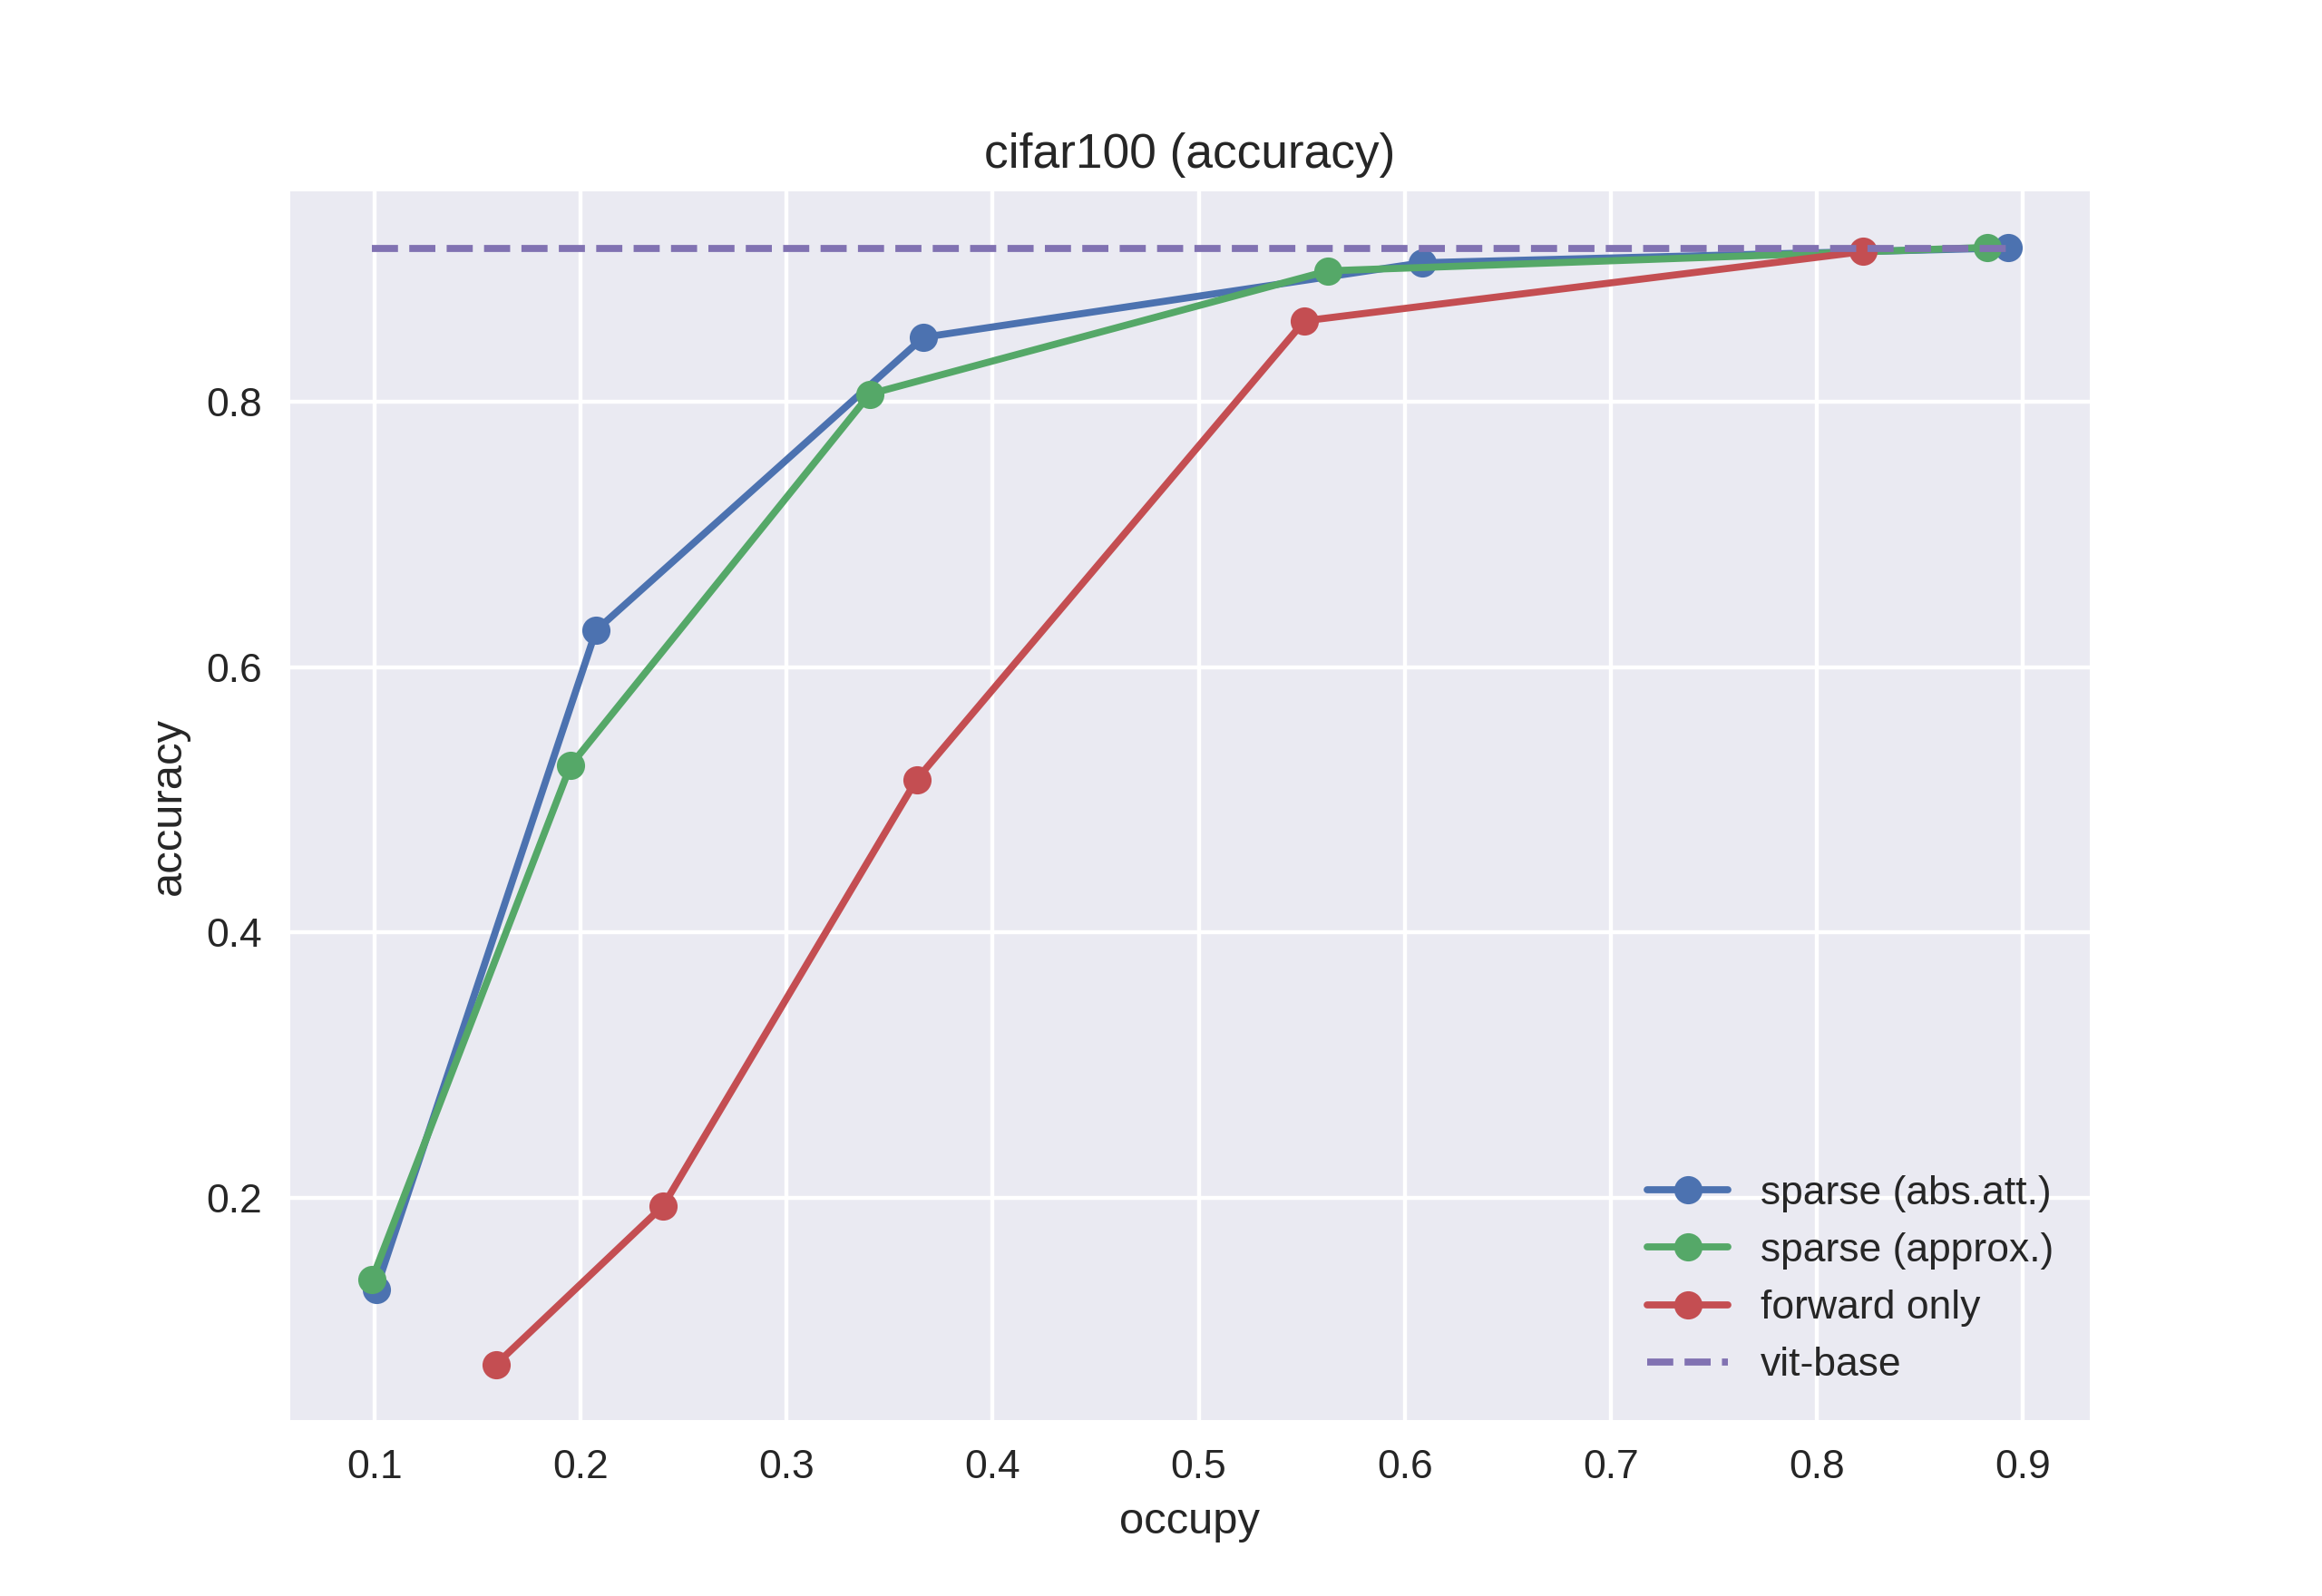 cifar100 (accuracy)
accuracy
0.8
0.6
0.4
0.2
sparse (abs.att.)
sparse (approx.)
forward only
vit-base
0.1 0.2 0.3 0.4 0.5 0.6 0.7 0.8 0.9
occupy